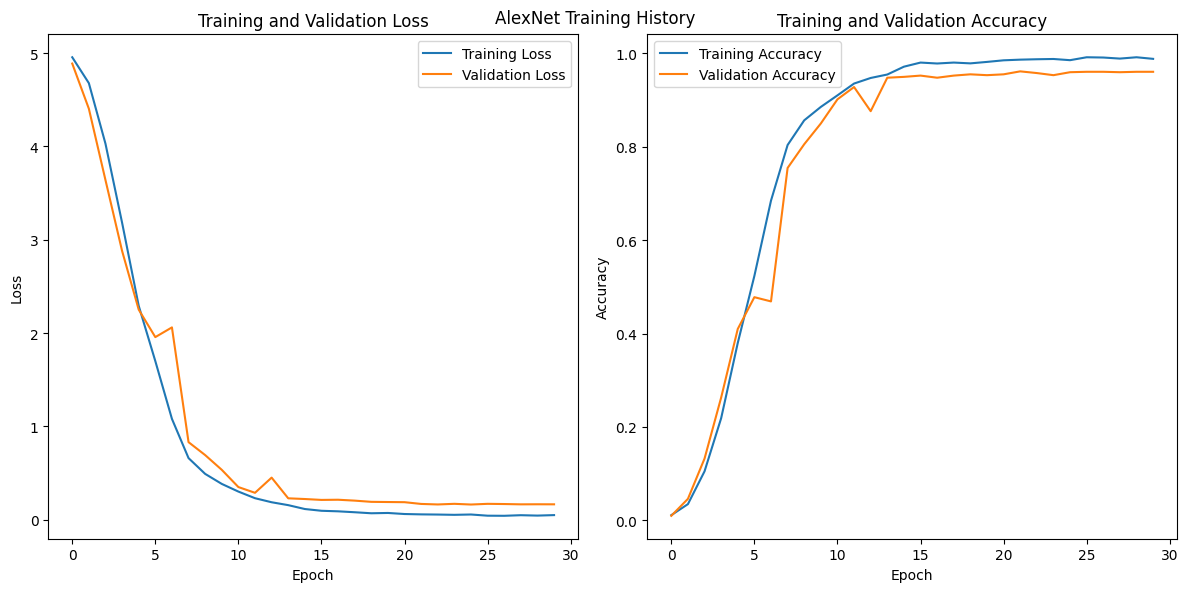 AlexNet Training History
Training and Validation Loss
Training Loss
Validation Loss
5
4
3
2
1
0
Loss
0 5 10 15 20 25 30
Epoch
Training and Validation Accuracy
Training Accuracy
Validation Accuracy
1.0
0.8
0.6
0.4
0.2
0.0
Accuracy
0 5 10 15 20 25 30
Epoch